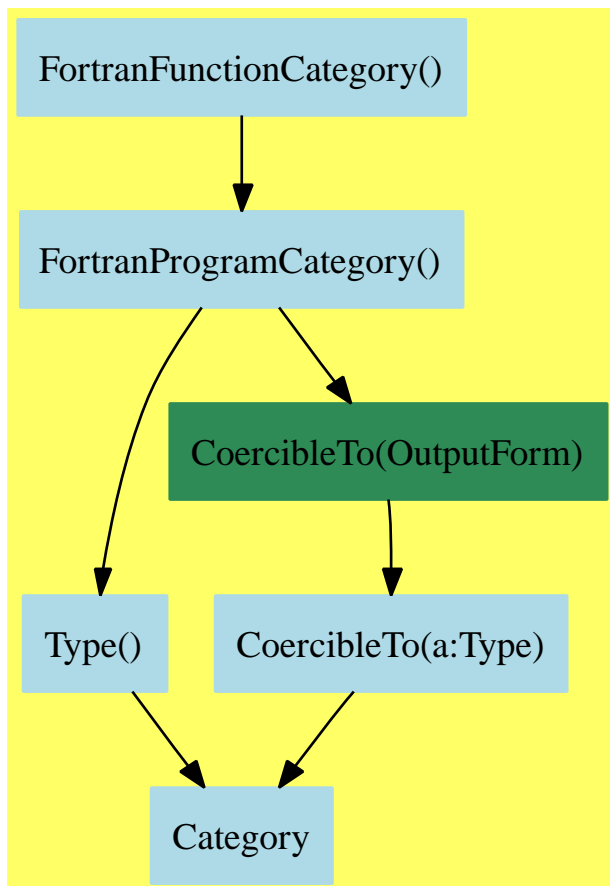 FortranFunctionCategory()
FortranProgramCategory()
CoercibleTo(OutputForm)
Type()
CoercibleTo(a:Type)
Category